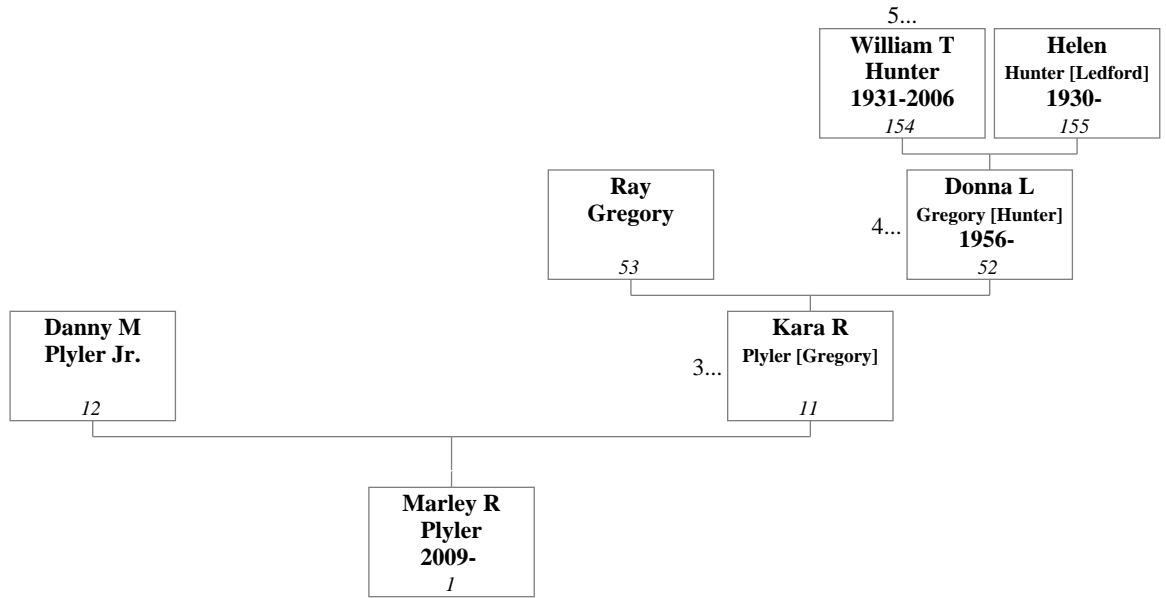 5...
William T
Hunter
1931-2006
154
Helen
Hunter [Ledford]
1930-
155
Ray
Gregory
53
4...
Donna L
Gregory [Hunter]
1956-
52
Danny M
Plyler Jr.
12
3...
Kara R
Plyler [Gregory]
11
Marley R
Plyler
2009-
1